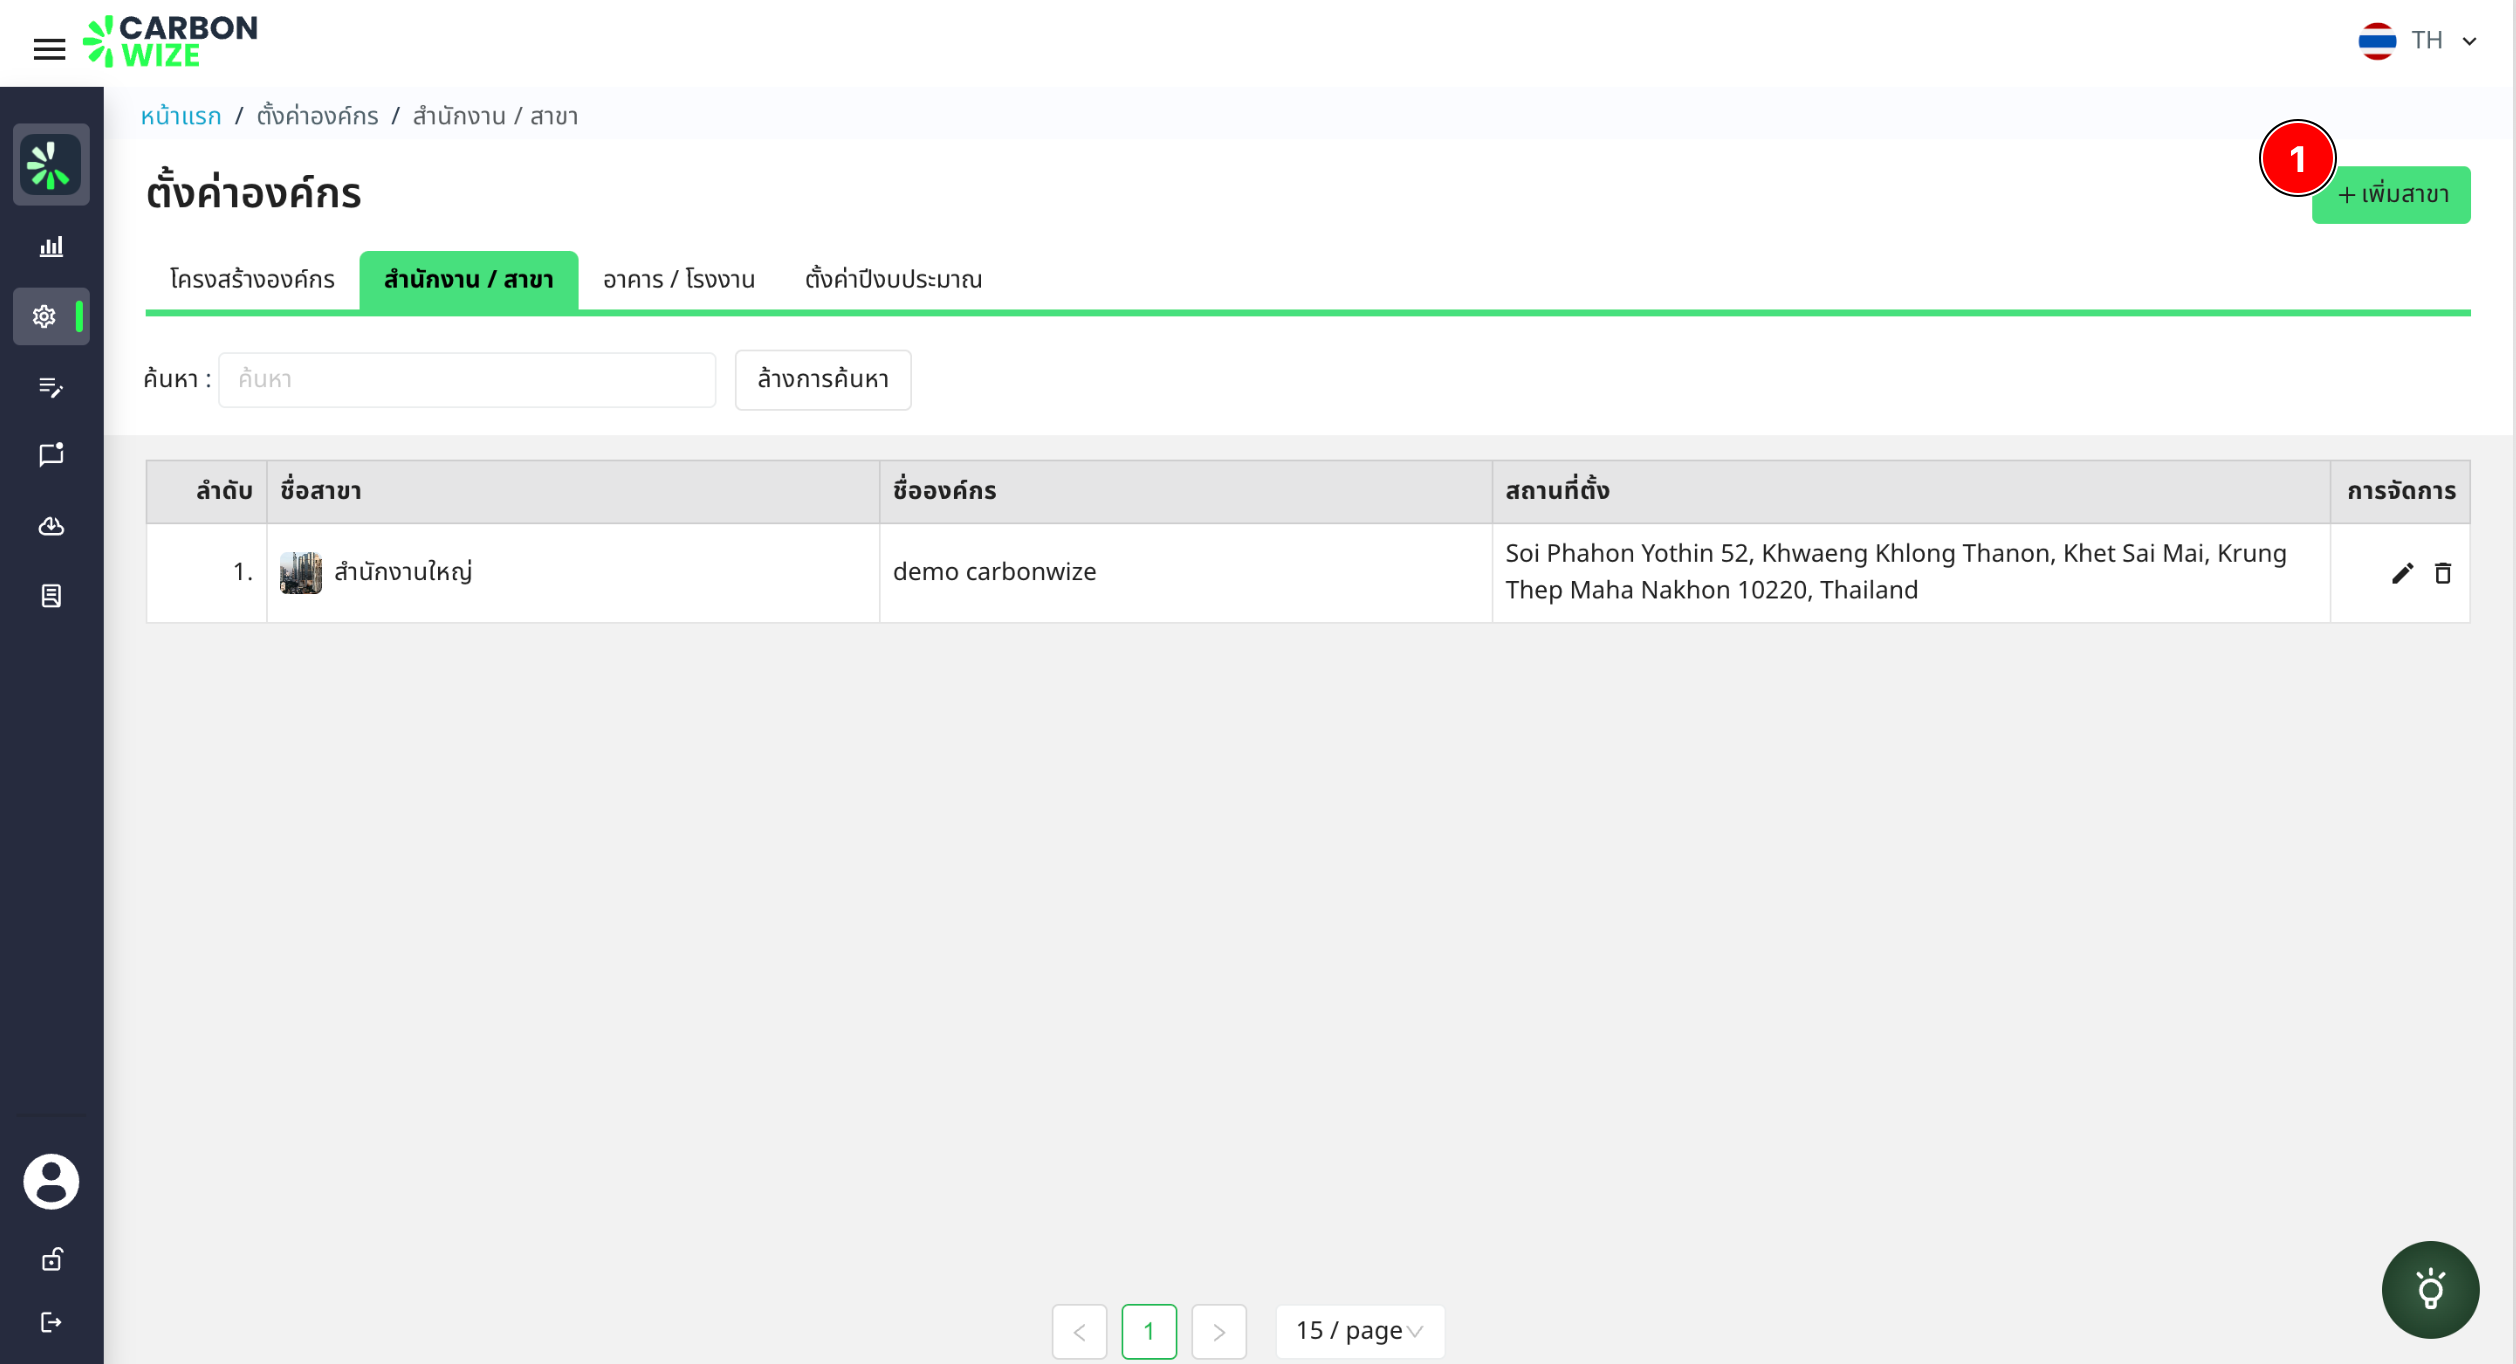 CARBON
WIZE
TH
หน้าแรก / ตั้งค่าองค์กร / สำนักงาน / สาขา
1
ตั้งค่าองค์กร
+ เพิ่มสาขา
โครงสร้างองค์กร สำนักงาน / สาขา อาคาร / โรงงาน ตั้งค่าปีงบประมาณ
ค้นหา : ค้นหา ล้างการค้นหา
ลำดับ ชื่อสาขา ชื่อองค์กร สถานที่ตั้ง การจัดการ
1. สำนักงานใหญ่ demo carbonwize Soi Phahon Yothin 52, Khwaeng Khlong Thanon, Khet Sai Mai, Krung
Thep Maha Nakhon 10220, Thailand
< 1 > 15 / page